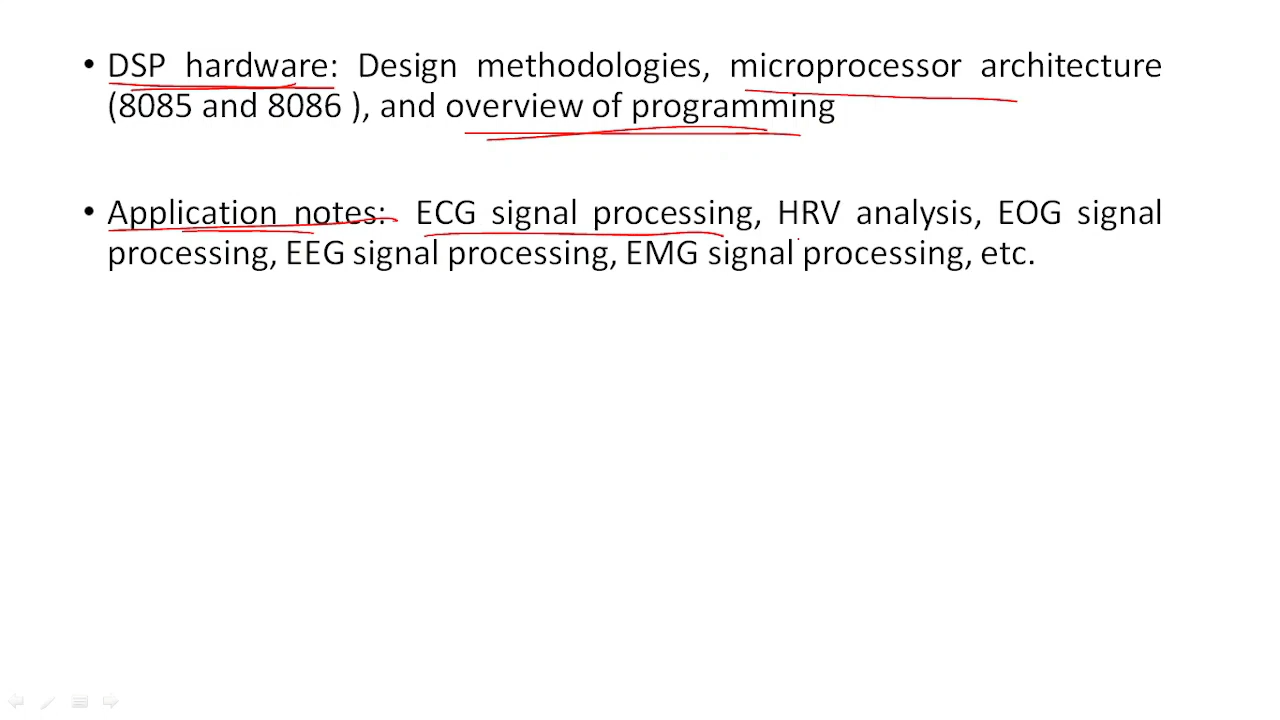 • DSP hardware: Design methodologies, microprocessor architecture
(8085 and 8086 ), and overview of programming
• Application notes: ECG signal processing, HRV analysis, EOG signal
processing, EEG signal processing, EMG signal processing, etc.